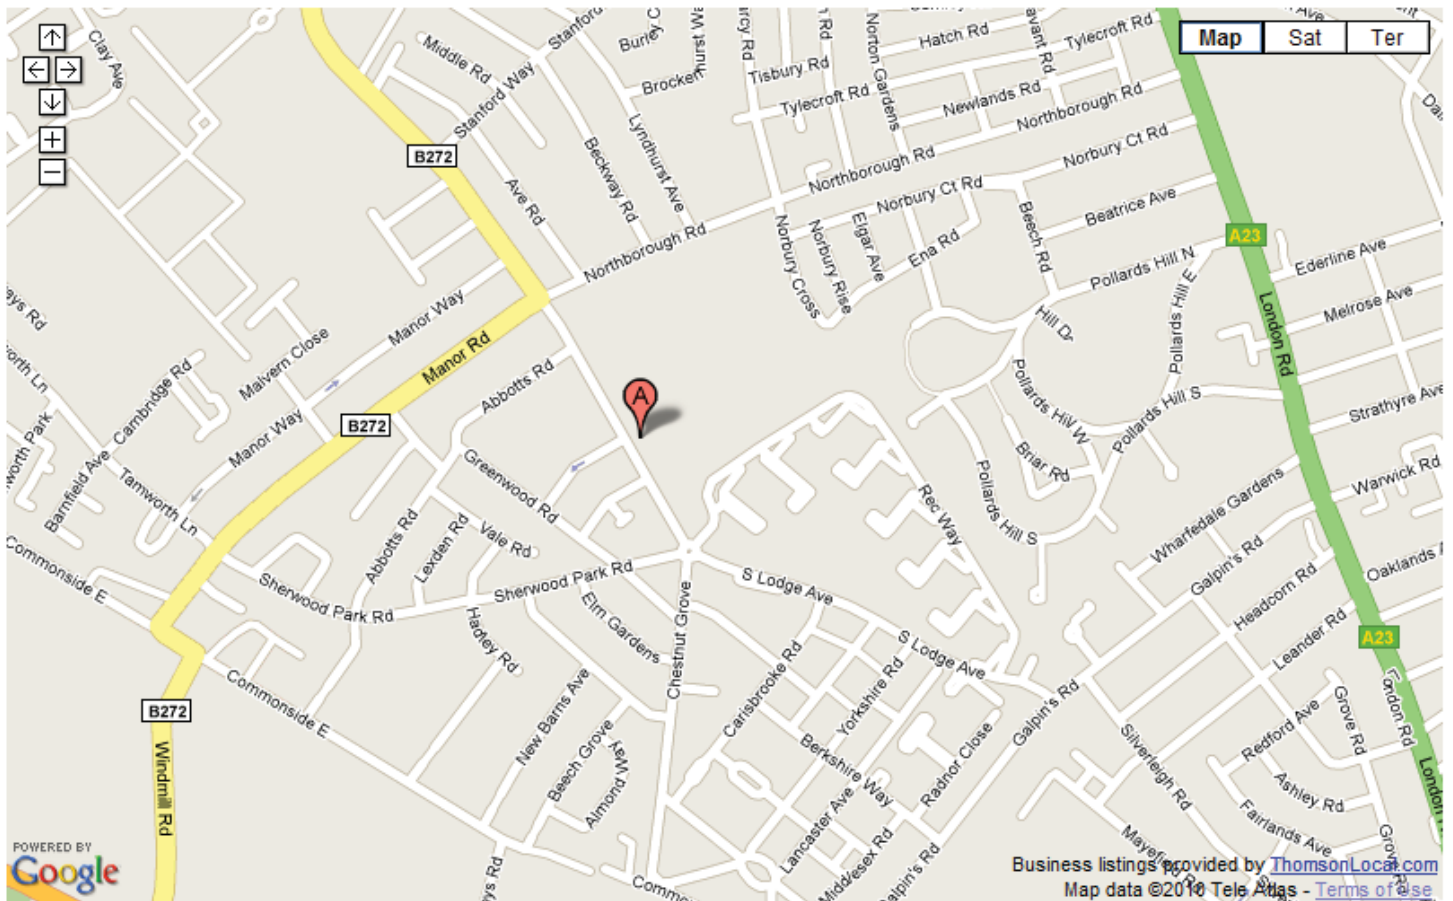 Map
Sat
Ter
Clay Ave
Middle Rd
Stanford Way
Stanford
Burley C
Brocken
Hatch Rd
Tylecroft Rd
Tisbury Rd
Tylecroft Rd
Norton Gardens
Newlands Rd
Northborough Rd
B272
Beckway Rd
Lyndhurst Ave
Ave Rd
Northborough Rd
Norbury Ct Rd
Norbury Ct Rd
Beatrice Ave
Beech Rd
Elgar Ave
Norbury Rise
Norbury Cross
Ena Rd
A23
Northborough Rd
Pollards Hill N
Pollards Hill E
Ederline Ave
Melrose Ave
London Rd
Hill Dr
Manor Way
Malvern Close
Manor Rd
Abbotts Rd
Cambridge Rd
Manor Way
B272
A
Pollards Hill W
Pollards Hill S
Strathyre Ave
Briar Rd
Warwick Rd
Barnfield Ave
Tamworth Ln
Greenwood Rd
Rec Way
Pollards Hill S
Wharfedale Gardens
Galpin's Rd
Abbotts Rd
Lexden Rd
Vale Rd
Commonside E
Sherwood Park Rd
Sherwood Park Rd
S Lodge Ave
Headcorn Rd
Oaklands A
Leander Rd
A23
Elm Gardens
Hadley Rd
Chestnut Grove
Carisbrooke Rd
Yorkshire Rd
S Lodge Ave
Galpin's Rd
London Rd
Commonside E
B272
New Barns Ave
Beech Grove
Almond Way
Berkshire Way
Radnor Close
Silverleigh Rd
Redford Ave
Grove Rd
Ashley Rd
Fairlands Ave
London
Windmill Rd
Lancaster Ave
Middlesex Rd
Galpin's Rd
Grove Rd
POWERED BY
Google
Business listings provided by ThomsonLocal.com
Map data ©2010 Tele Atlas - Terms of Use